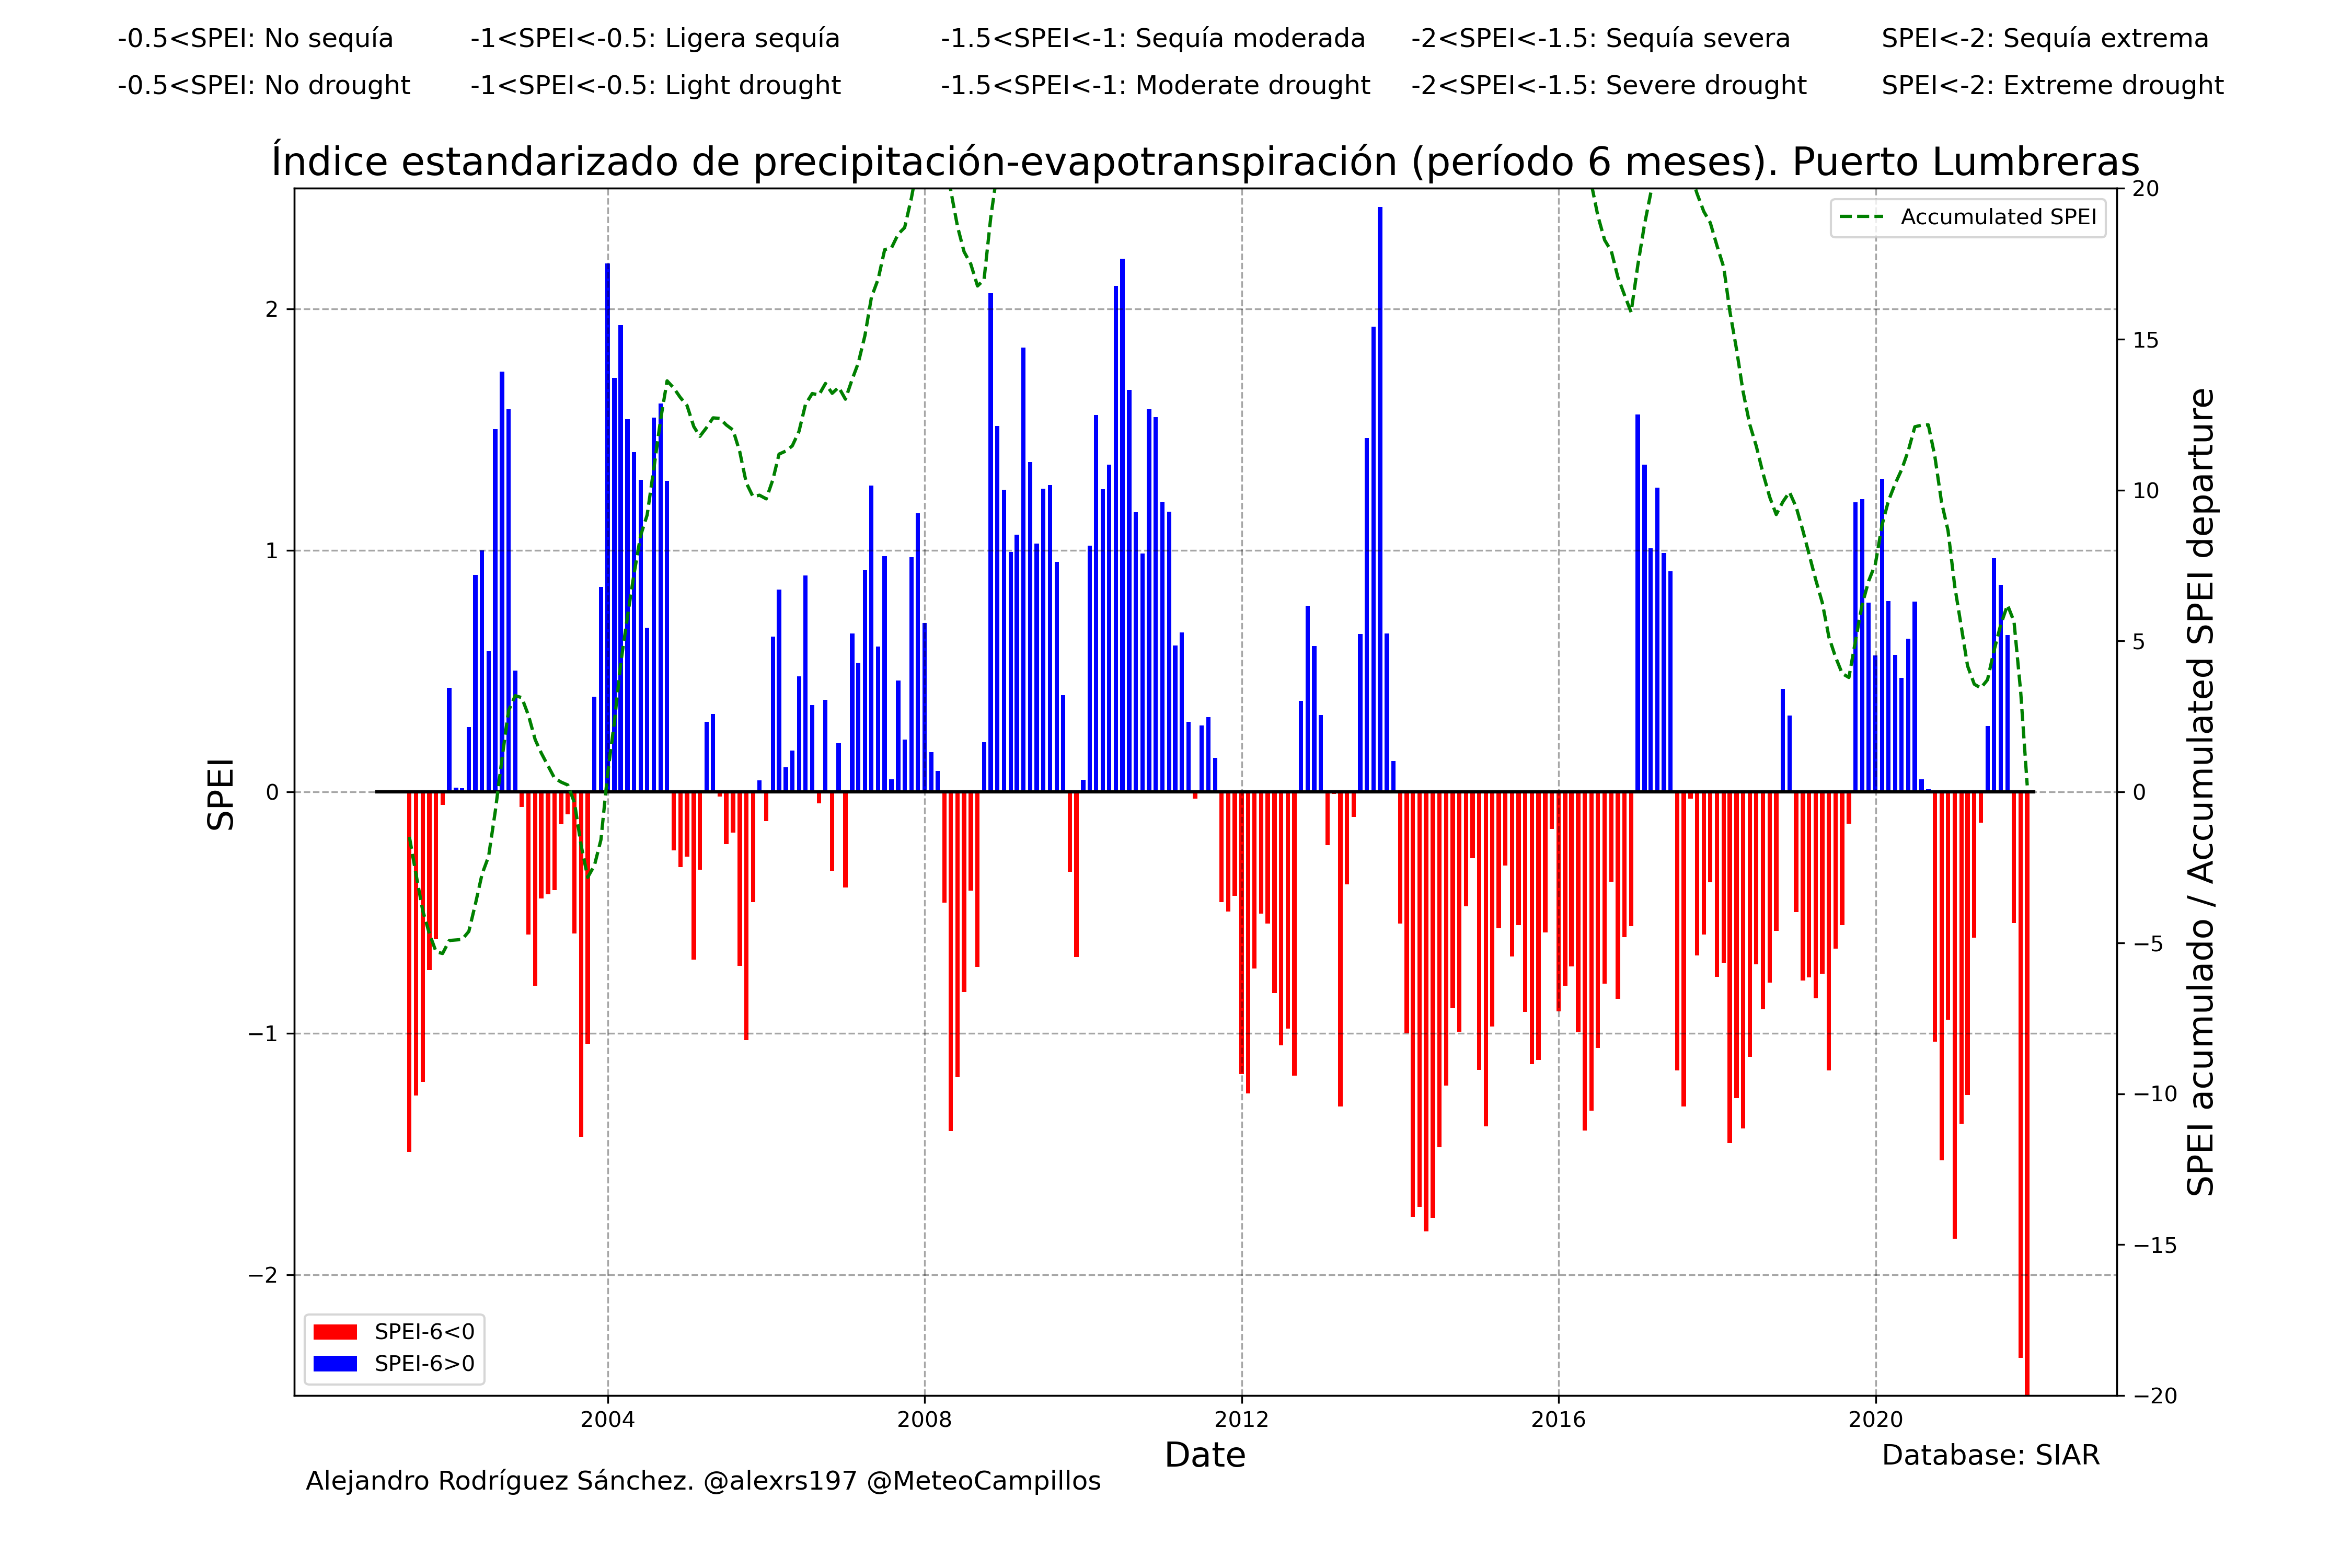 -0.5<SPEI: No sequía -1<SPEI<-0.5: Ligera sequía -1.5<SPEI<-1: Sequía moderada -2<SPEI<-1.5: Sequía severa SPEI<-2: Sequía extrema
-0.5<SPEI: No drought -1<SPEI<-0.5: Light drought -1.5<SPEI<-1: Moderate drought -2<SPEI<-1.5: Severe drought SPEI<-2: Extreme drought
Índice estandarizado de precipitación-evapotranspiración (período 6 meses). Puerto Lumbreras
Accumulated SPEI
SPEI
2
1
0
−1
−2
20
15
10
5
0
−5
−10
−15
−20
SPEI acumulado / Accumulated SPEI departure
SPEI-6<0
SPEI-6>0
2004 2008 2012 2016 2020
Date
Database: SIAR
Alejandro Rodríguez Sánchez. @alexrs197 @MeteoCampillos